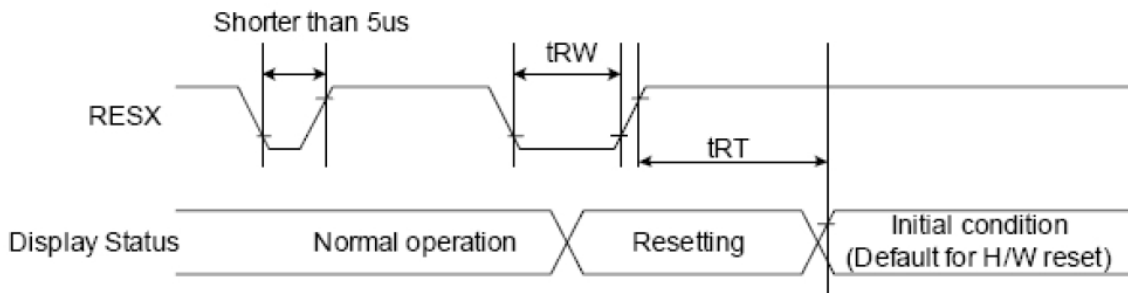 Shorter than 5us
tRW
RESX
tRT
Display Status
Normal operation
Resetting
Initial condition
(Default for H/W reset)